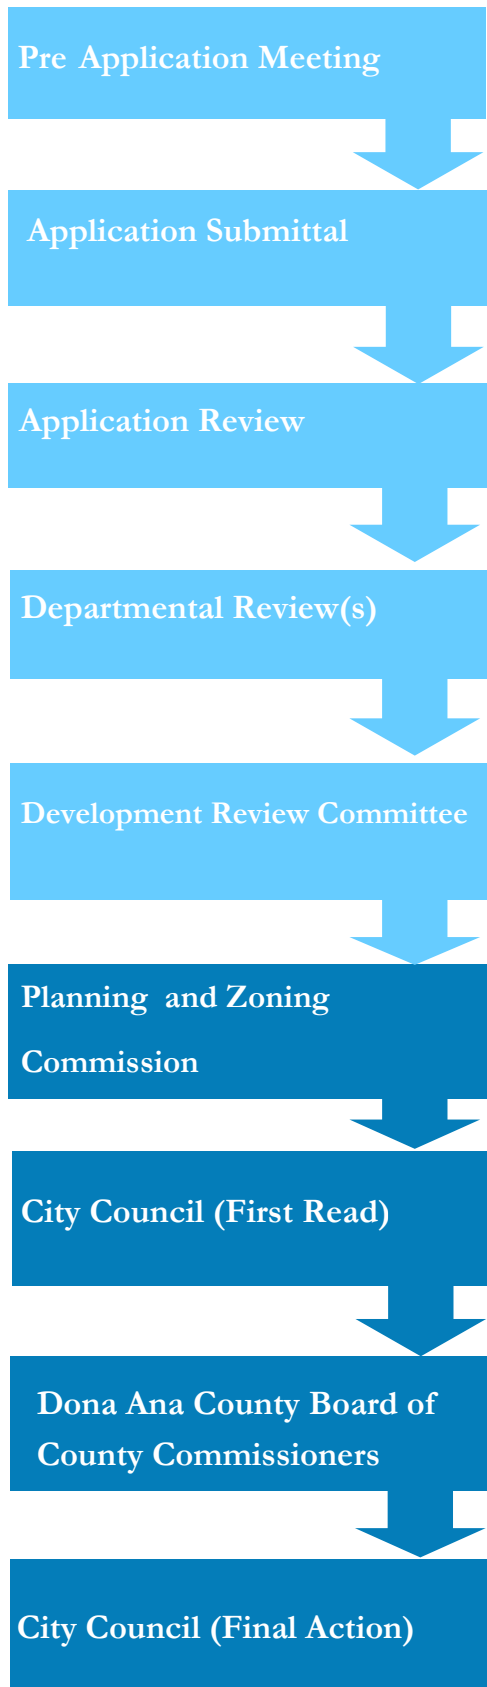 Pre Application Meeting
Application Submittal
Application Review
Departmental Review(s)
Development Review Committee
Planning and Zoning
Commission
City Council (First Read)
Dona Ana County Board of
County Commissioners
City Council (Final Action)